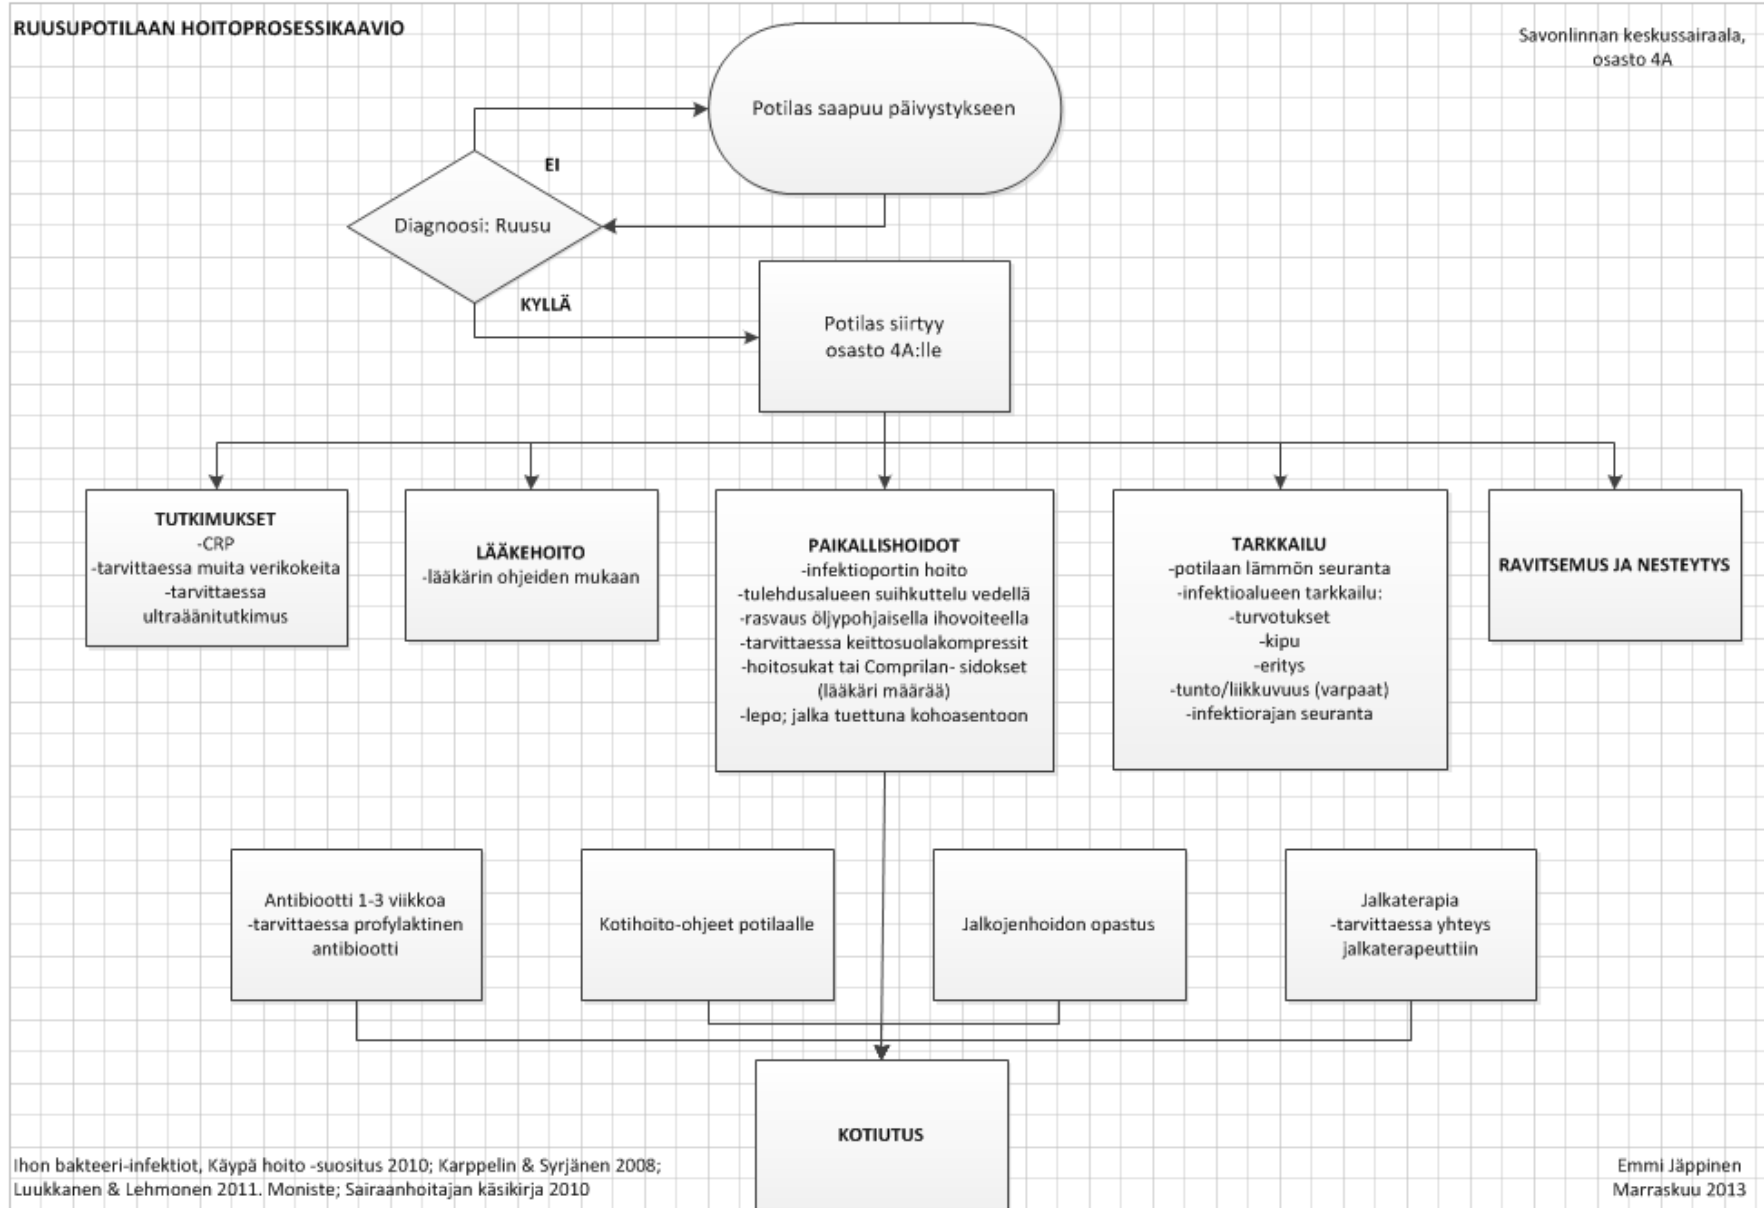 RUUSUPOTILAAN HOITOPROSESSIKAAVIO
Savonlinnan keskussairaala,
osasto 4A
Potilas saapuu päivystykseen
EI
Diagnoosi: Ruusu
KYLLÄ
Potilas siirtyy
osasto 4A:lle
TUTKIMUKSET
-CRP
-tarvittaessa muita verikokeita
-tarvittaessa
ultraäänitutkimus
LÄÄKEHOITO
-lääkärin ohjeiden mukaan
PAIKALLISHOIDOT
-infektioportin hoito
-tulehdusalueen suihkuttelu vedellä
-rasvaus öljypohjaisella ihovoiteella
-tarvittaessa keittosuolakompressit
-hoitosukat tai Comprilan- sidokset
(lääkäri määrää)
-lepo; jalka tuettuna kohoasentoon
TARKKAILU
-potilaan lämmön seuranta
-infektioalueen tarkkailu:
-turvotukset
-kipu
-eritys
-tunto/liikkuvuus (varpaat)
-infektiorajan seuranta
RAVITSEMUS JA NESTEYTYS
Antibiootti 1-3 viikkoa
-tarvittaessa profylaktinen
antibiootti
Kotihoito-ohjeet potilaalle
Jalkojenhoidon opastus
Jalkaterapia
-tarvittaessa yhteys
jalkaterapeuttiin
KOTIUTUS
Ihon bakteeri-infektiot, Käypä hoito -suositus 2010; Karppelin & Syrjänen 2008;
Luukkanen & Lehmonen 2011. Moniste; Sairaanhoitajan käsikirja 2010
Emmi Jäppinen
Marraskuu 2013